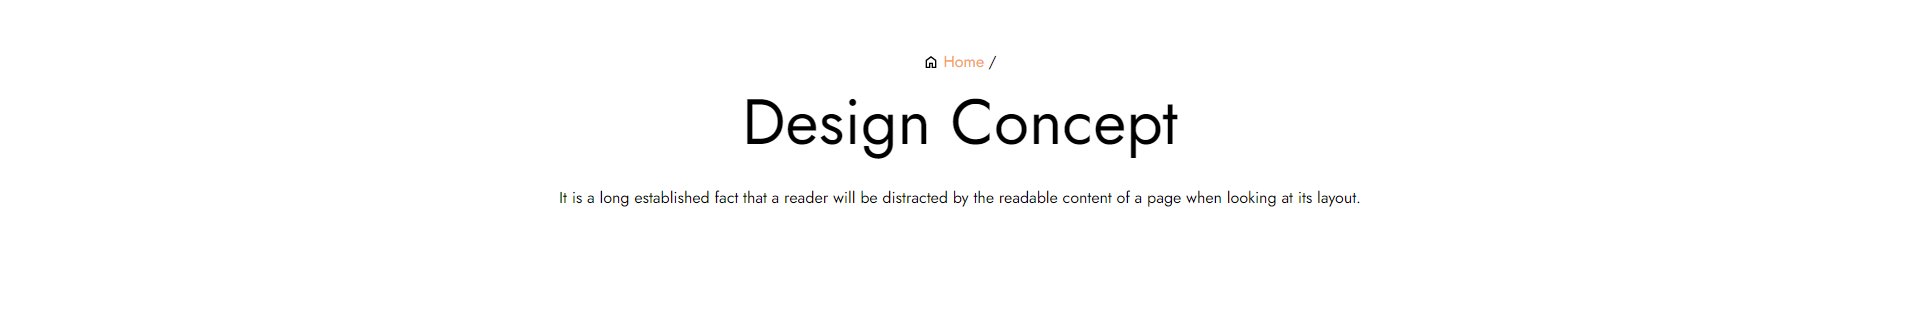 Home /
Design Concept
It is a long established fact that a reader will be distracted by the readable content of a page when looking at its layout.